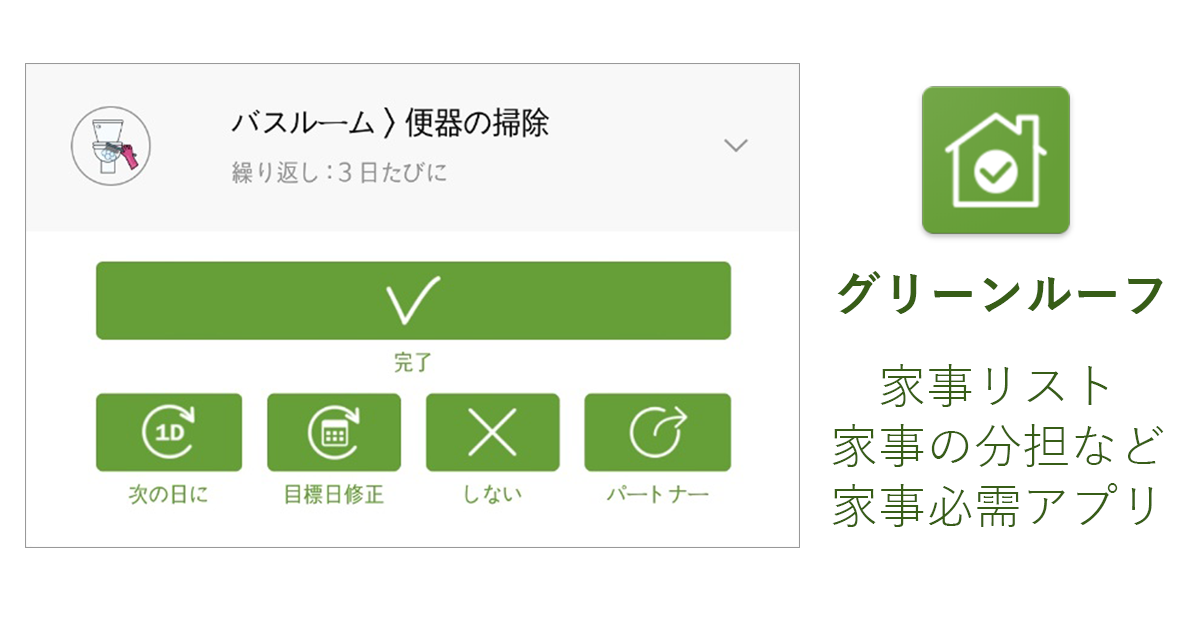 バスルーム 〉便器の掃除
繰り返し：3 日たびに
完了
1D
次の日に
目標日修正
しない
パートナー
グリーンルーフ
家事リスト
家事の分担など
家事必需アプリ